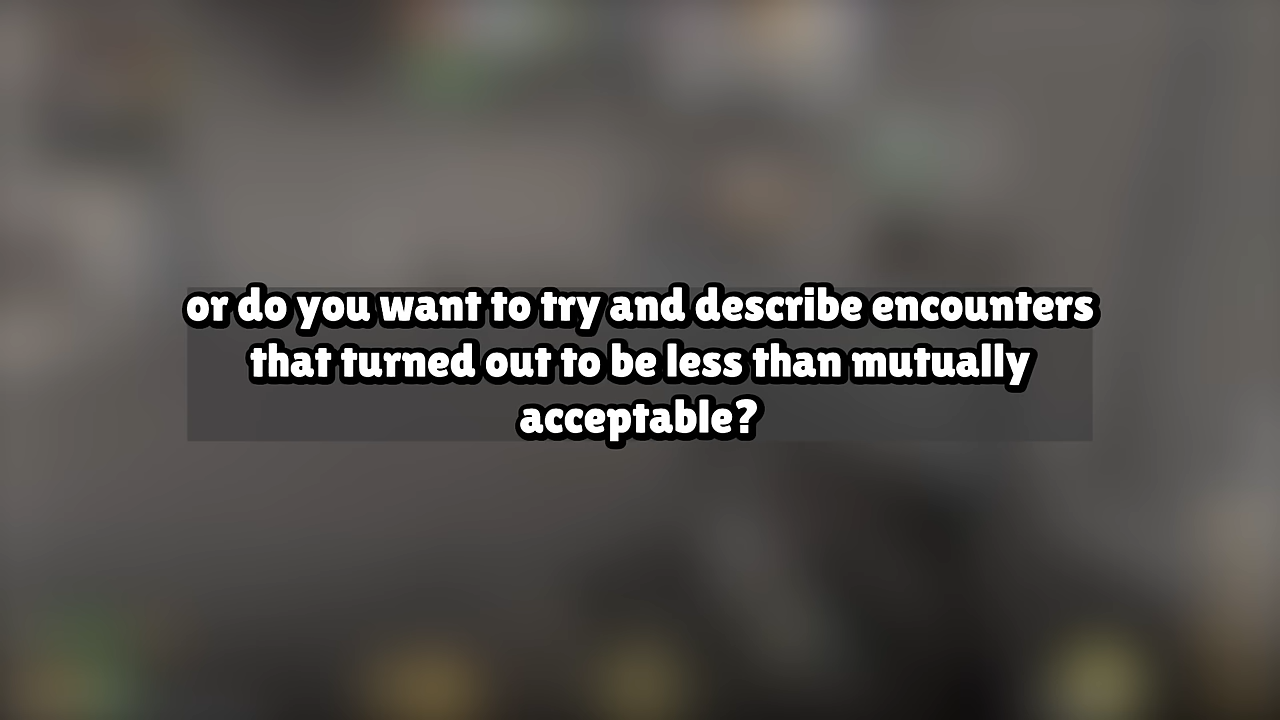 or do you want to try and describe encounters
that turned out to be less than mutually
acceptable?